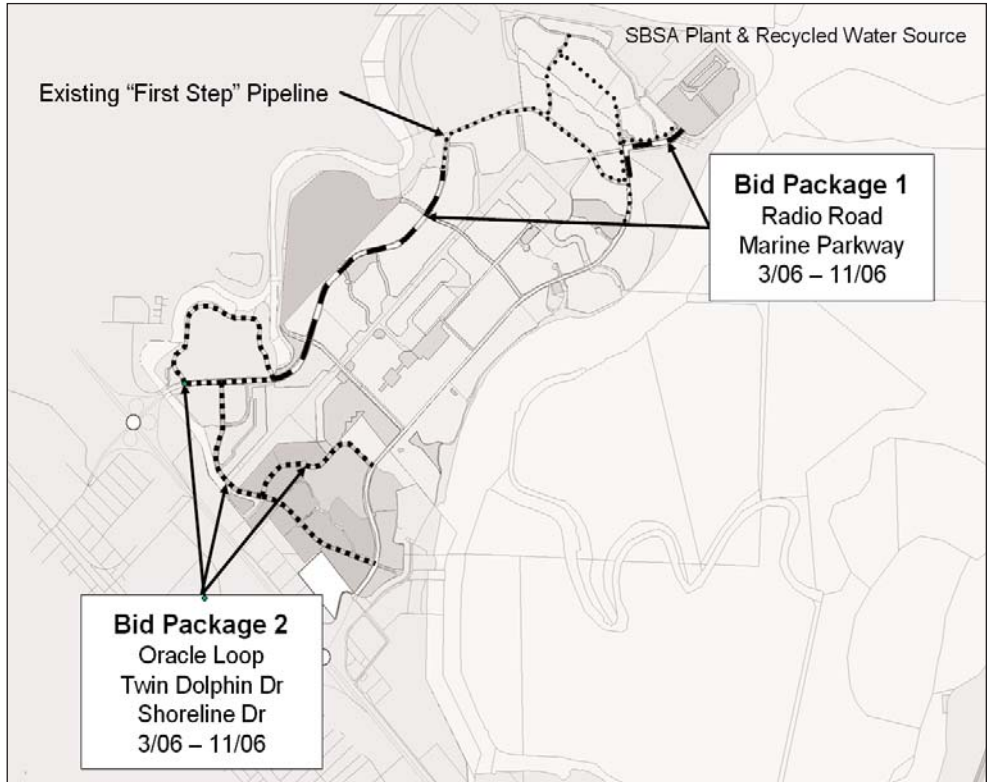 SBSA Plant & Recycled Water Source
Existing “First Step” Pipeline
Bid Package 1
Radio Road
Marine Parkway
3/06 – 11/06
Bid Package 2
Oracle Loop
Twin Dolphin Dr
Shoreline Dr
3/06 – 11/06